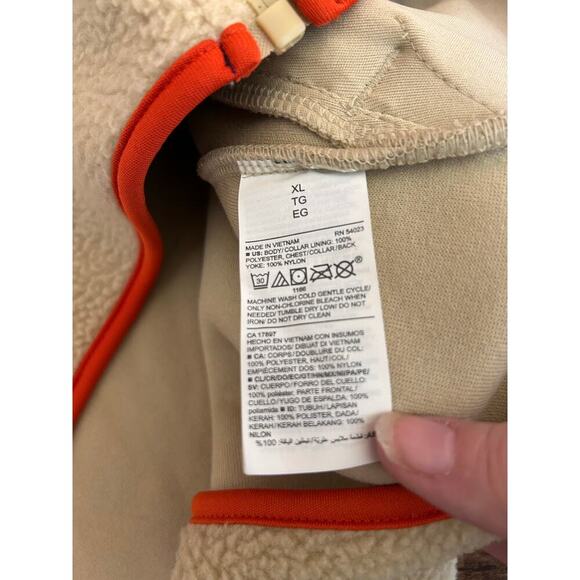 XL
TG
EG
MADE IN VIETNAM RN 54023
■ US: BODY/COLLAR LINING: 100%
POLYESTER, CHEST/COLLAR/BACK
YOKE: 100% NYLON
30
1166
MACHINE WASH COLD GENTLE CYCLE/
ONLY NON-CHLORINE BLEACH WHEN
NEEDED/ TUMBLE DRY LOW/ DO NOT
IRON/ DO NOT DRY CLEAN
CA 17897
HECHO EN VIETNAM CON INSUMOS
IMPORTADOS/ DIBUAT DI VIETNAM
■ CA: CORPS/DOUBLURE DU COL:
100% POLYESTER, HAUT/COL/
EMPIÈCEMENT DOS: 100% NYLON
■ CL/CR/DO/EC/GT/HN/MX/NI/PA/PE/
SV: CUERPO/FORRO DEL CUELLO:
100% poliéster. PARTE FRONTAL/
CUELLO/YUGO DE ESPALDA: 100%
poliamida ■ ID: TUBUH/LAPISAN
KERAH: 100% POLISTER, DADA/
KERAH/KERAH BELAKANG: 100%
NILON
100%